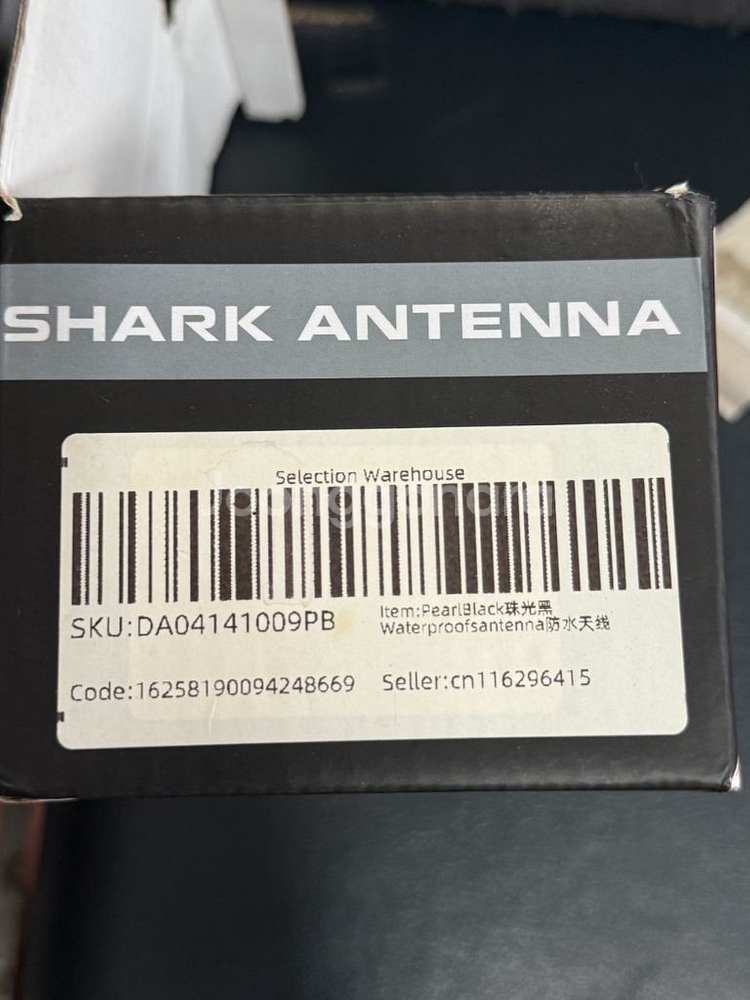 SHARK ANTENNA
Selection Warehouse
Joonggonara
SKU:DA04141009PB
Item:PearlBlack珠光黑
Waterproofsantenna防水天线
Code:16258190094248669
Seller:cn116296415